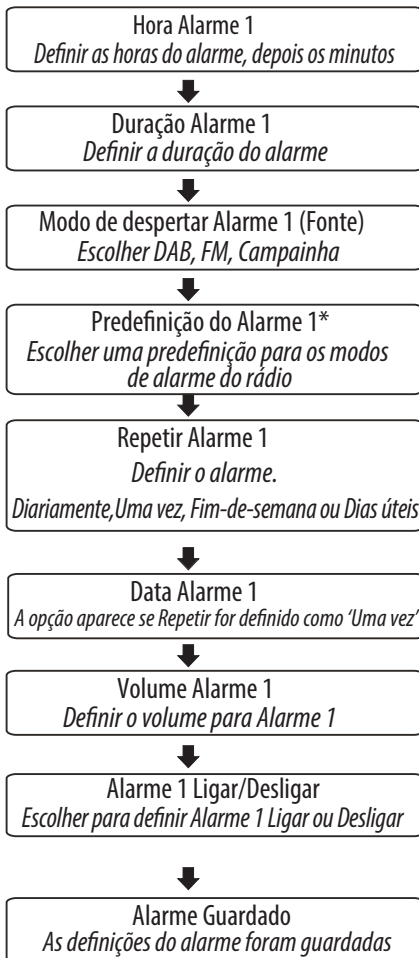 Hora Alarme 1
Definir as horas do alarme, depois os minutos
Duração Alarme 1
Definir a duração do alarme
Modo de despertar Alarme 1 (Fonte)
Escolher DAB, FM, Campainha
Predefinição do Alarme 1*
Escolher uma predefinição para os modos
de alarme do rádio
Repetir Alarme 1
Definir o alarme.
Diariamente,Uma vez, Fim-de-semana ou Dias úteis
Data Alarme 1
A opção aparece se Repetir for definido como ‘Uma vez’
Volume Alarme 1
Definir o volume para Alarme 1
Alarme 1 Ligar/Desligar
Escolher para definir Alarme 1 Ligar ou Desligar
Alarme Guardado
As definições do alarme foram guardadas